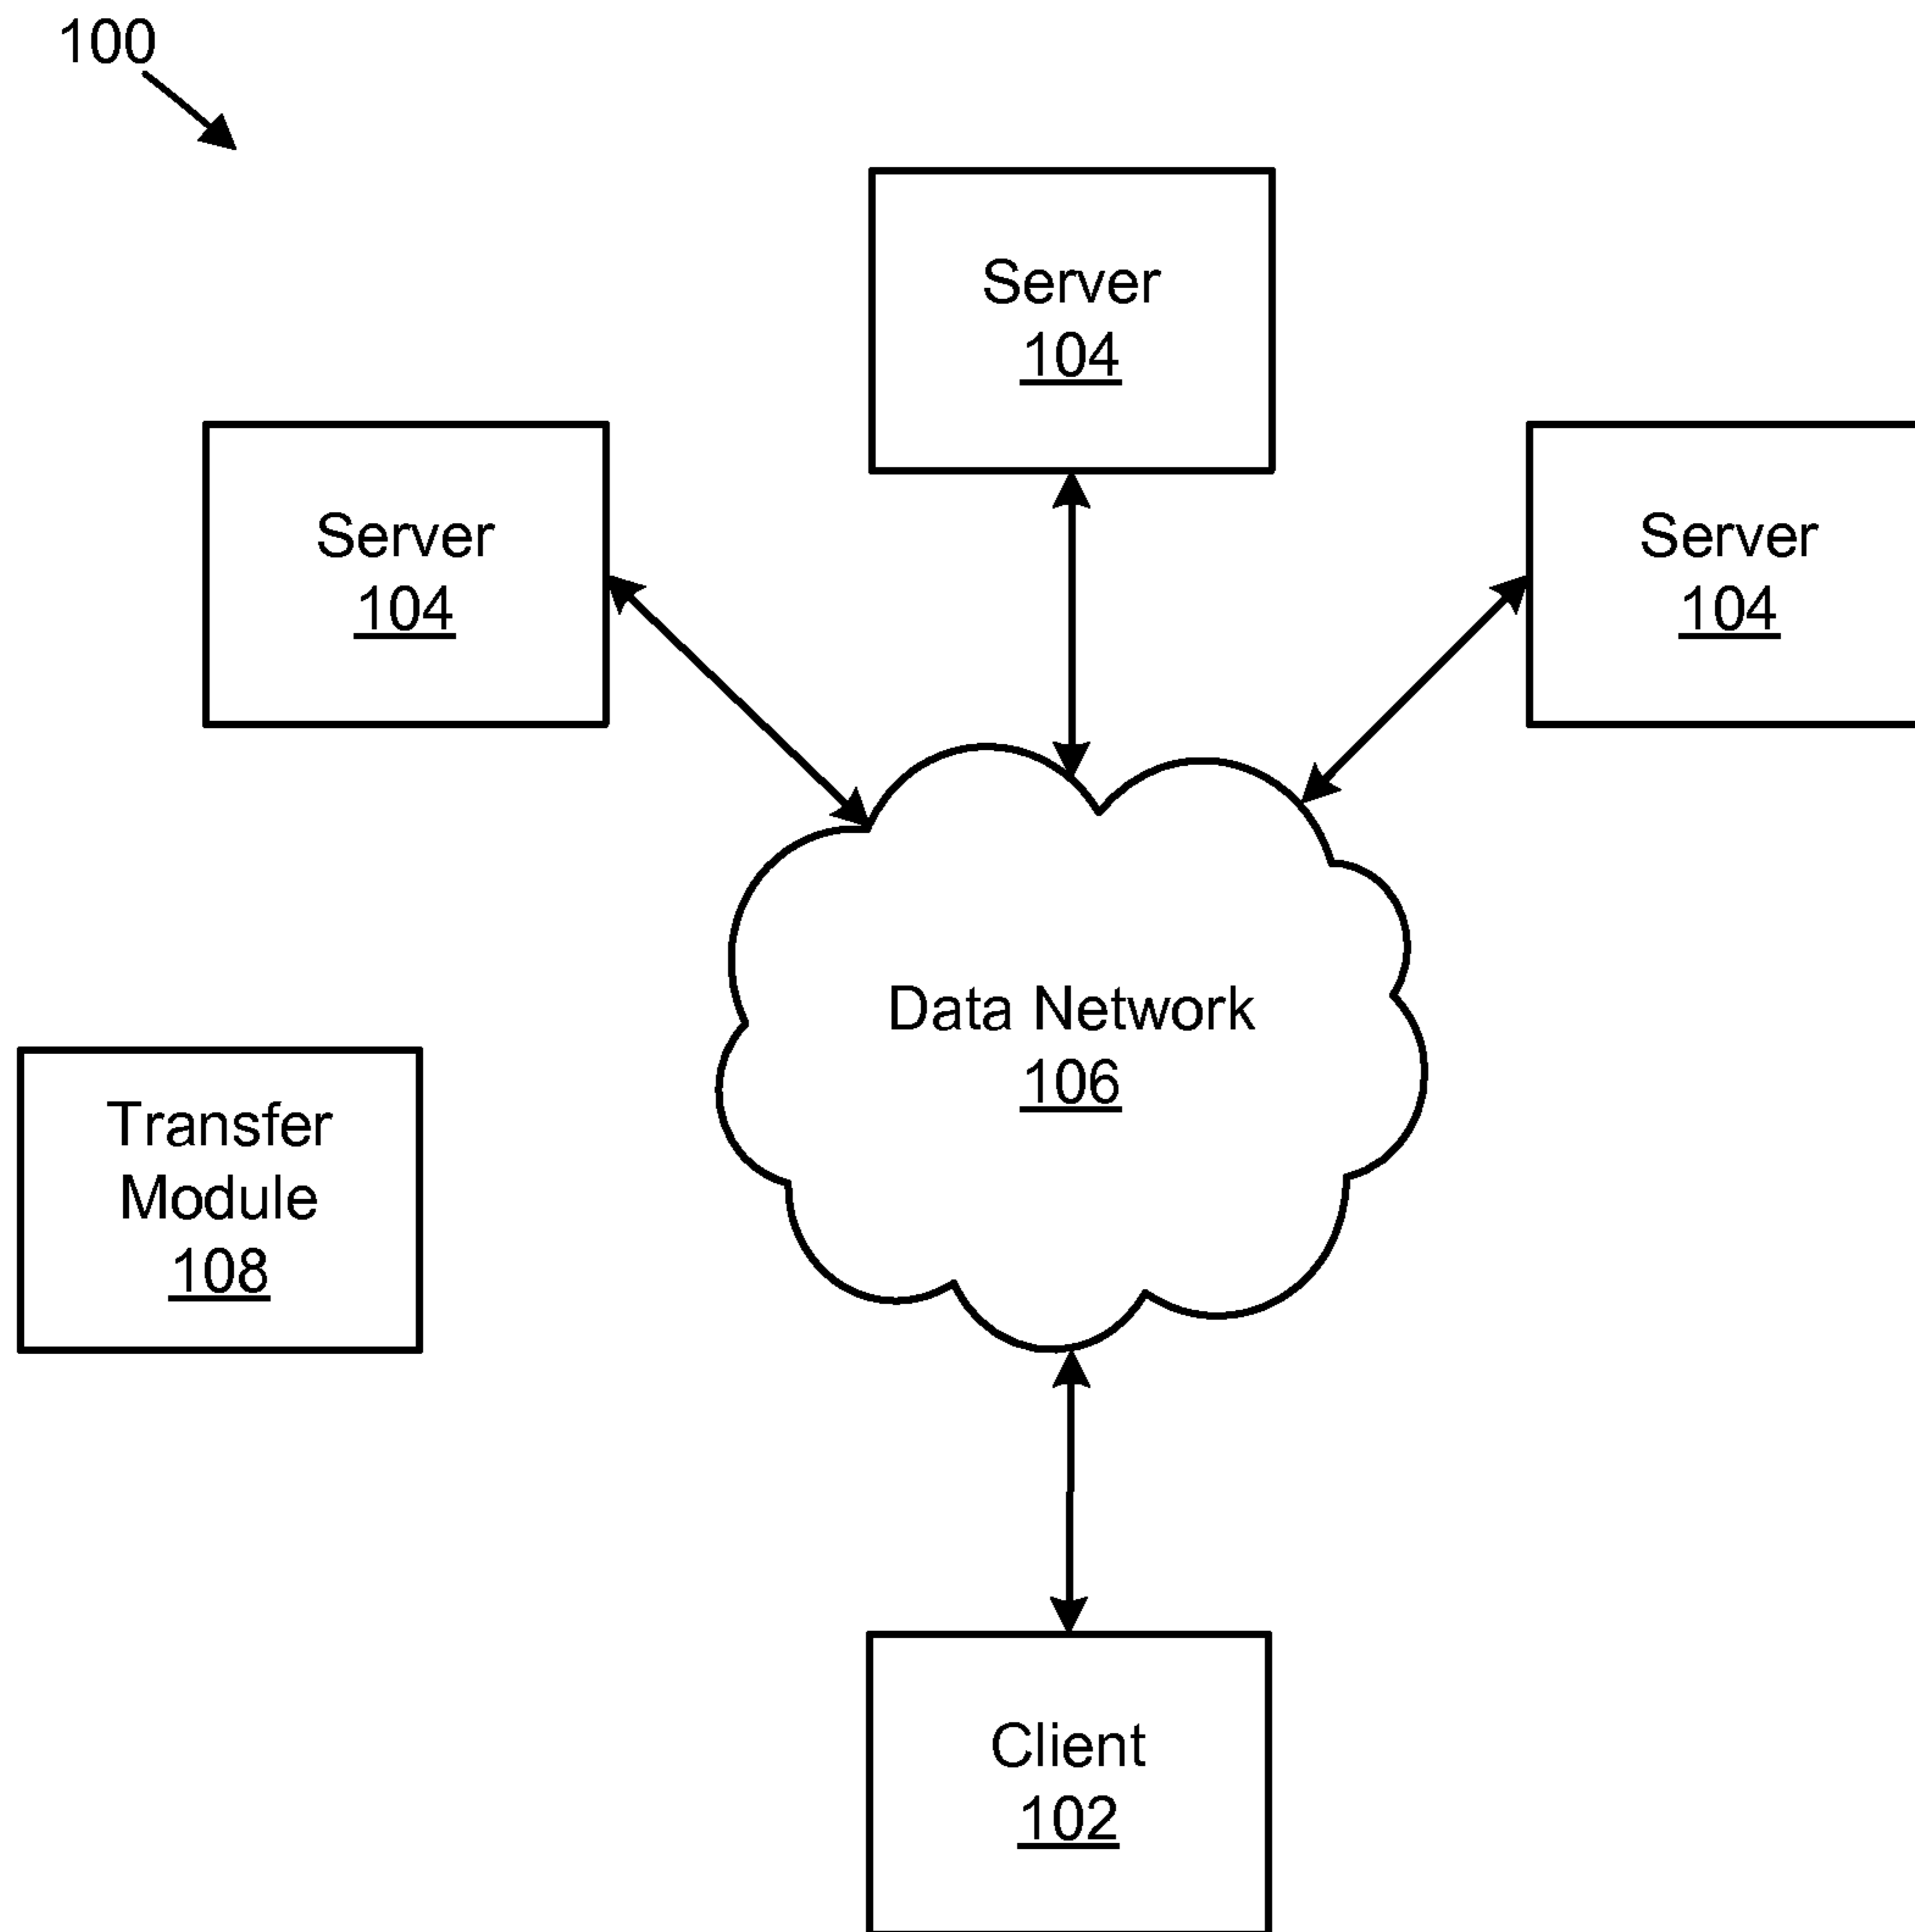 100
Server
104
Server
104
Server
104
Data Network
106
Transfer
Module
108
Client
102